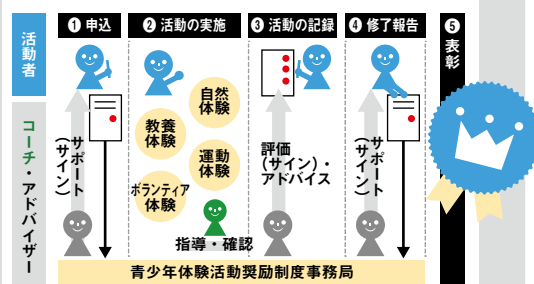 ❶ 申込
❷ 活動の実施
❸ 活動の記録
❹ 修了報告
❺ 表彰
活動者
コーチ・アドバイザー
サポート
（サイン）
自然
体験
教養
体験
運動
体験
ボランティア
体験
指導・確認
評価
（サイン）・
アドバイス
サポート
（サイン）
青少年体験活動奨励制度事務局